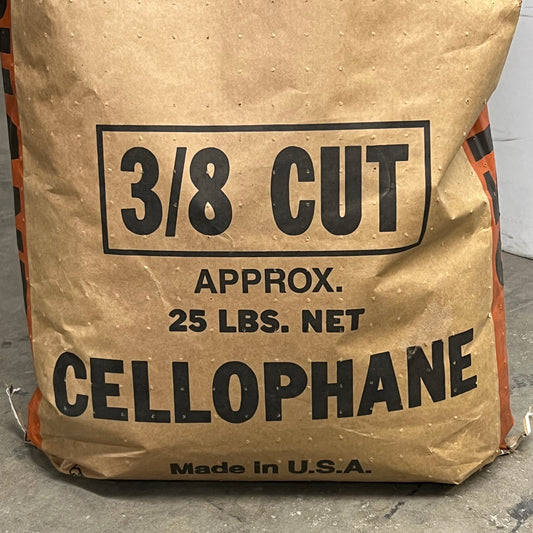 3/8 CUT
APPROX.
25 LBS. NET
CELLOPHANE
Made in U.S.A.